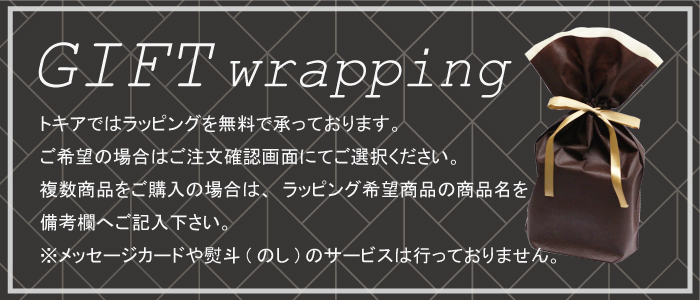 GIFT wrapping
トキアではラッピングを無料で承っております。
ご希望の場合はご注文確認画面にてご選択ください。
複数商品をご購入の場合は、ラッピング希望商品の商品名を
備考欄へご記入下さい。
※メッセージカードや熨斗(のし)のサービスは行っておりません。